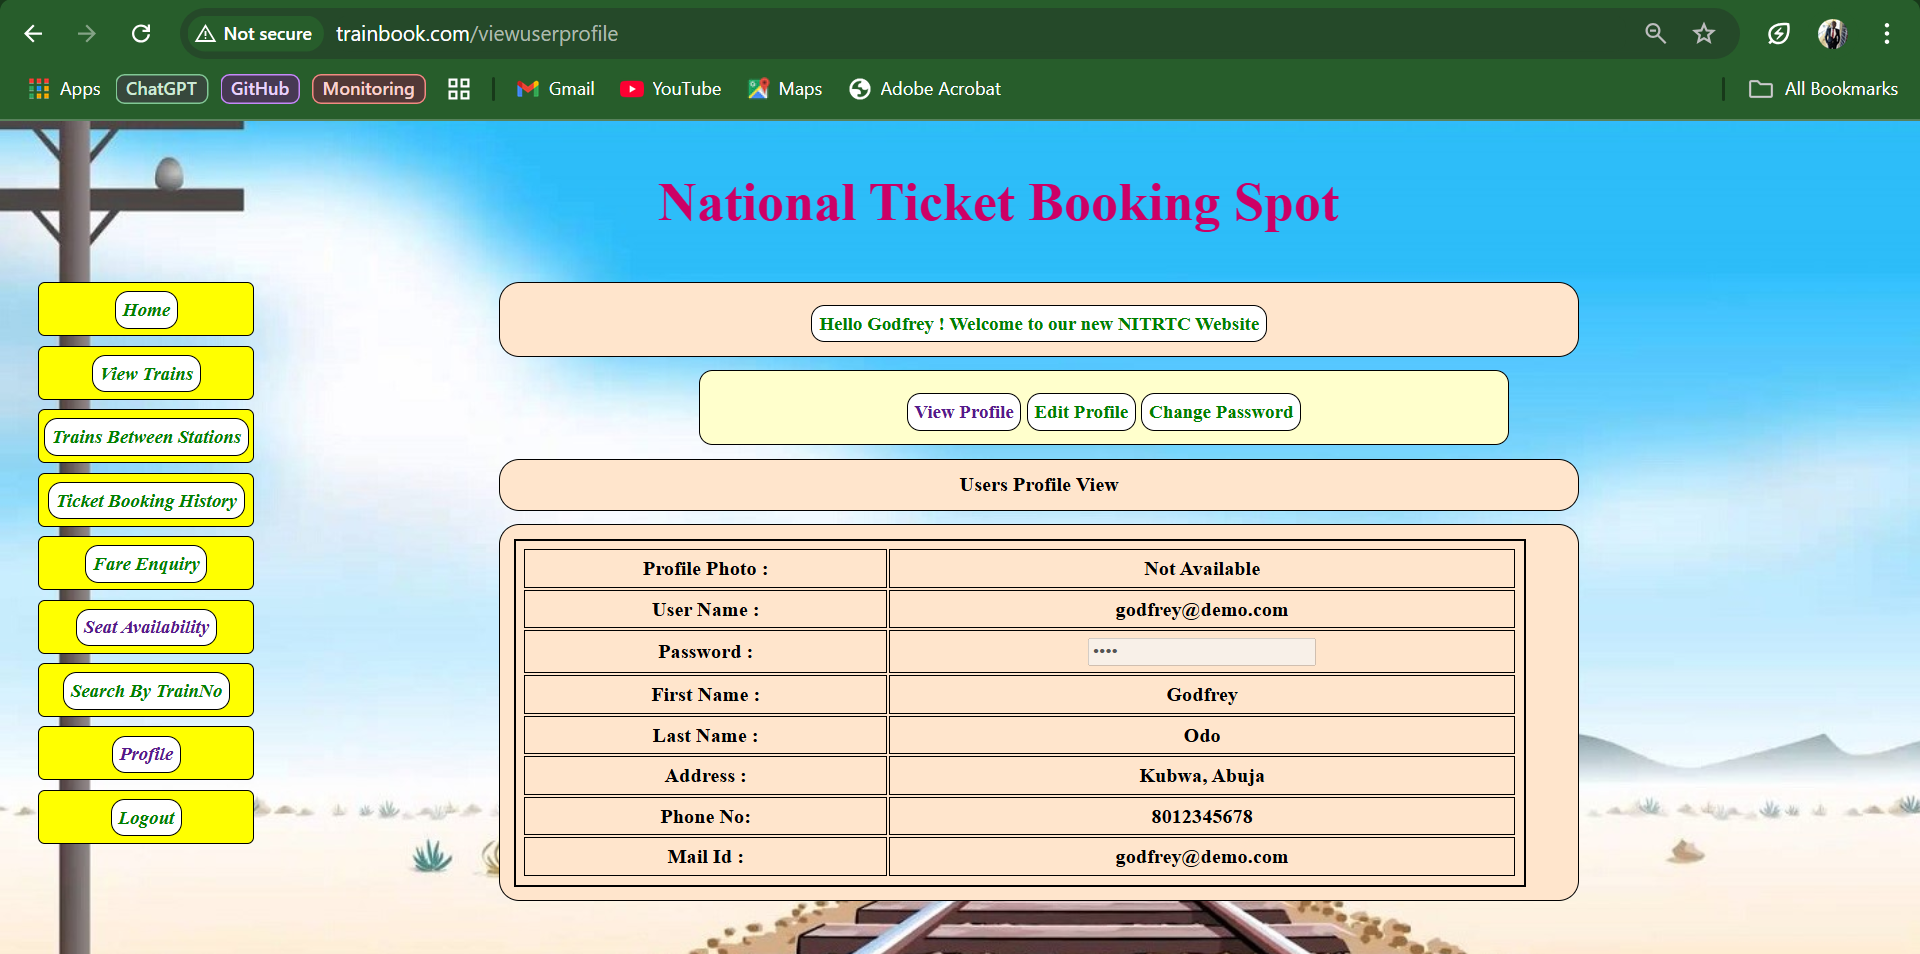 Not secure trainbook.com/viewuserprofile
Apps ChatGPT GitHub Monitoring Gmail YouTube Maps Adobe Acrobat All Bookmarks
National Ticket Booking Spot
Home
View Trains
Trains Between Stations
Ticket Booking History
Fare Enquiry
Seat Availability
Search By TrainNo
Profile
Logout
Hello Godfrey ! Welcome to our new NITRTC Website
View Profile Edit Profile Change Password
Users Profile View
Profile Photo : Not Available
User Name : godfrey@demo.com
Password : ••••
First Name : Godfrey
Last Name : Odo
Address : Kubwa, Abuja
Phone No: 8012345678
Mail Id : godfrey@demo.com